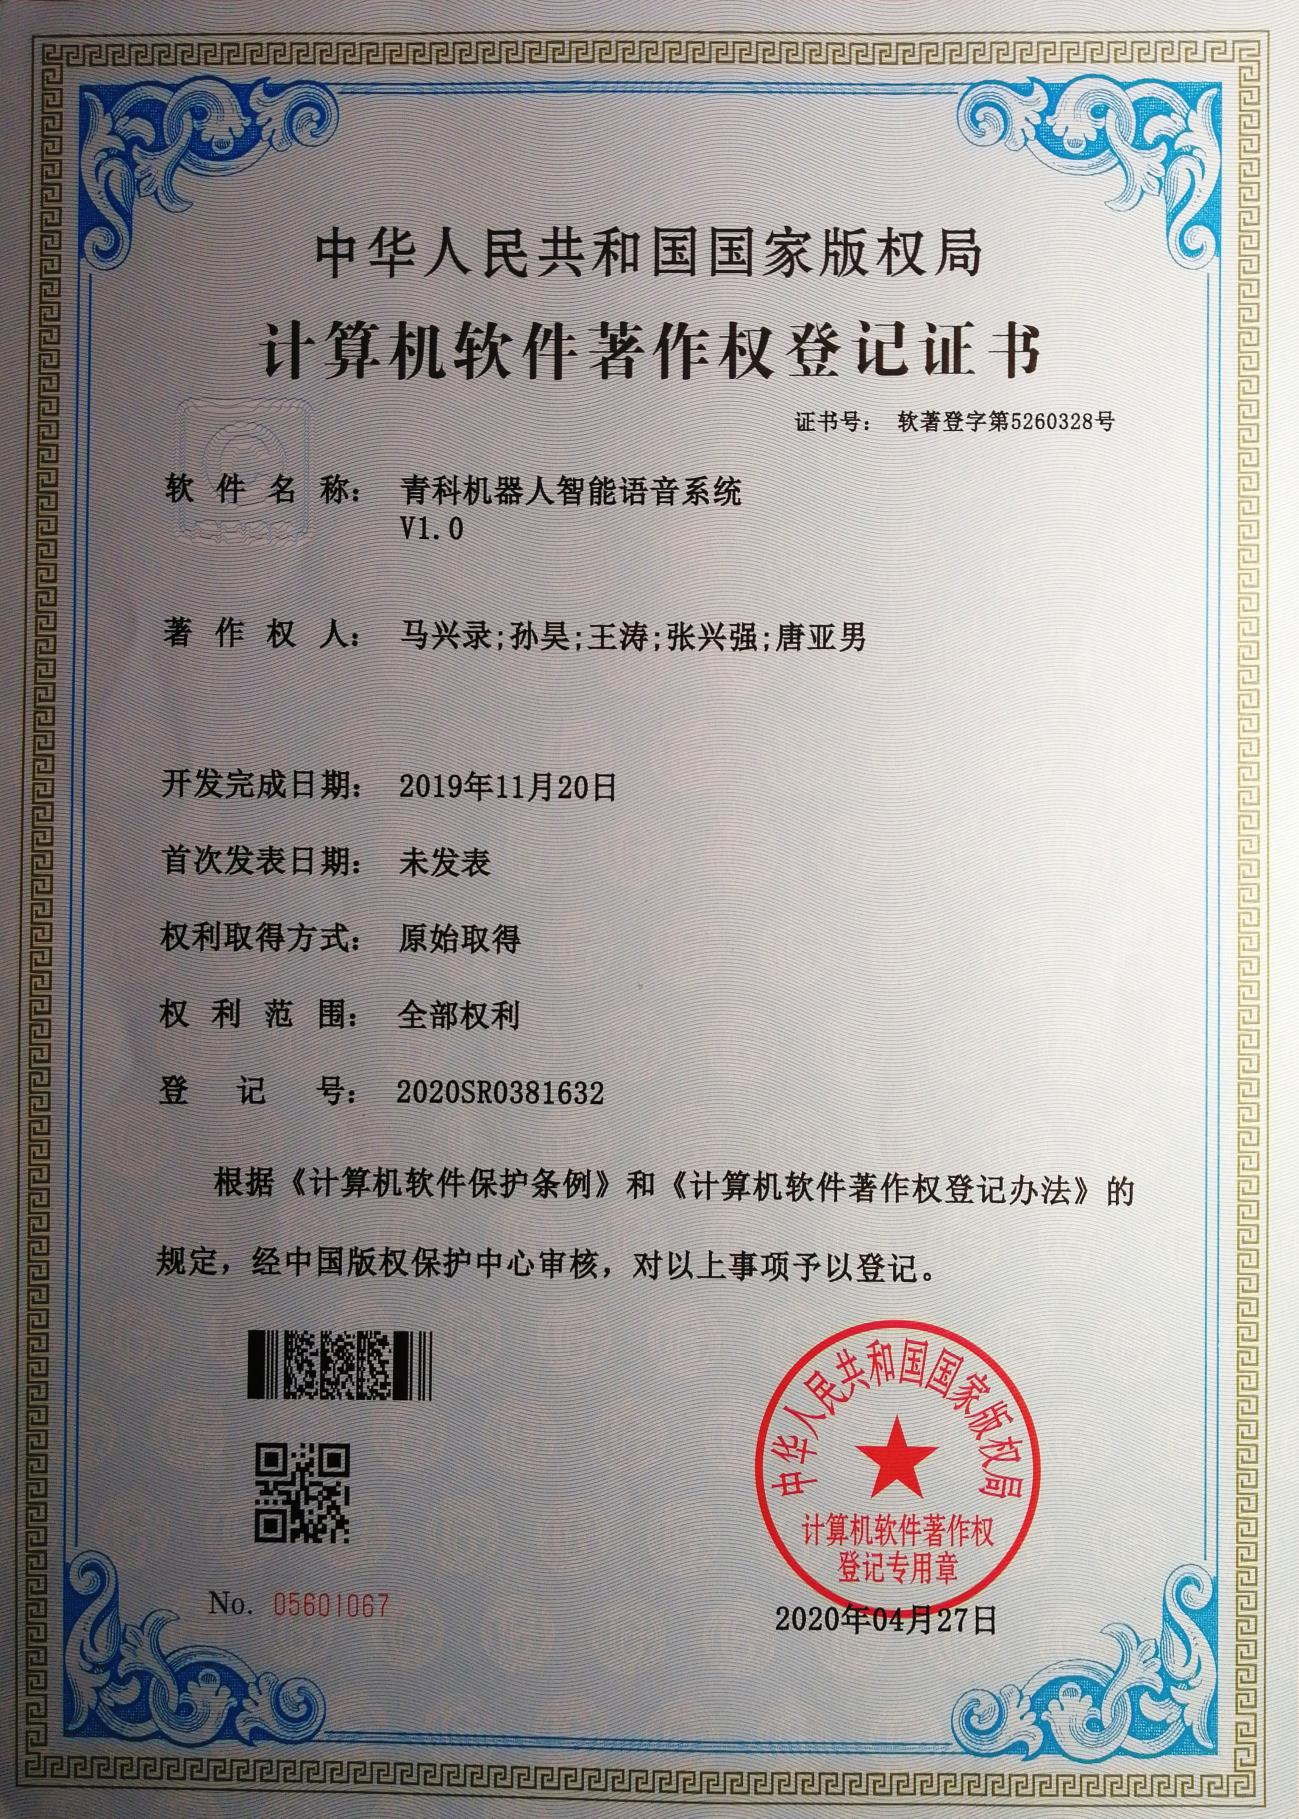 中华人民共和国国家版权局
计算机软件著作权登记证书
证书号： 软著登字第5260328号
软件名称： 青科机器人智能语音系统
V1.0
著作权人： 马兴录;孙昊;王涛;张兴强;唐亚男
开发完成日期： 2019年11月20日
首次发表日期： 未发表
权利取得方式： 原始取得
权利范围： 全部权利
登记号： 2020SR0381632
根据《计算机软件保护条例》和《计算机软件著作权登记办法》的
规定，经中国版权保护中心审核，对以上事项予以登记。
中华人民共和国国家版权局
计算机软件著作权
登记专用章
No. 05601067
2020年04月27日